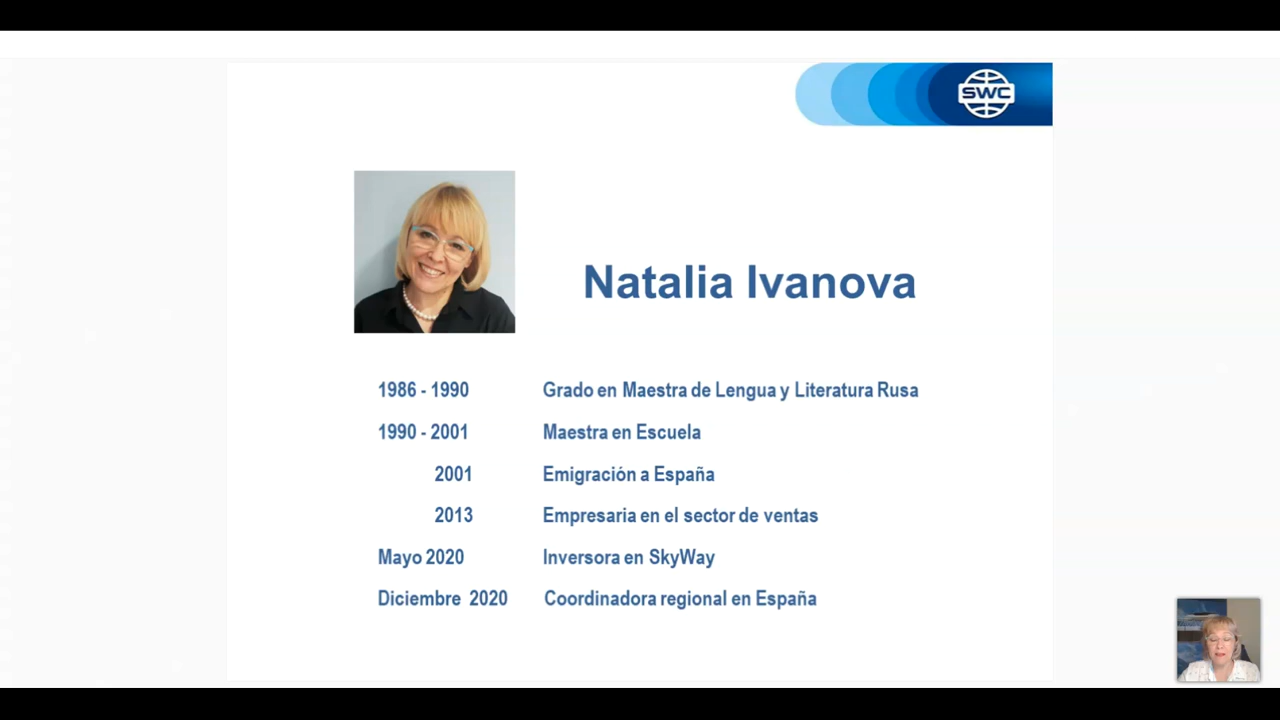 SWC
Natalia Ivanova
1986 - 1990 Grado en Maestra de Lengua y Literatura Rusa
1990 - 2001 Maestra en Escuela
2001 Emigración a España
2013 Empresaria en el sector de ventas
Mayo 2020 Inversora en SkyWay
Diciembre 2020 Coordinadora regional en España